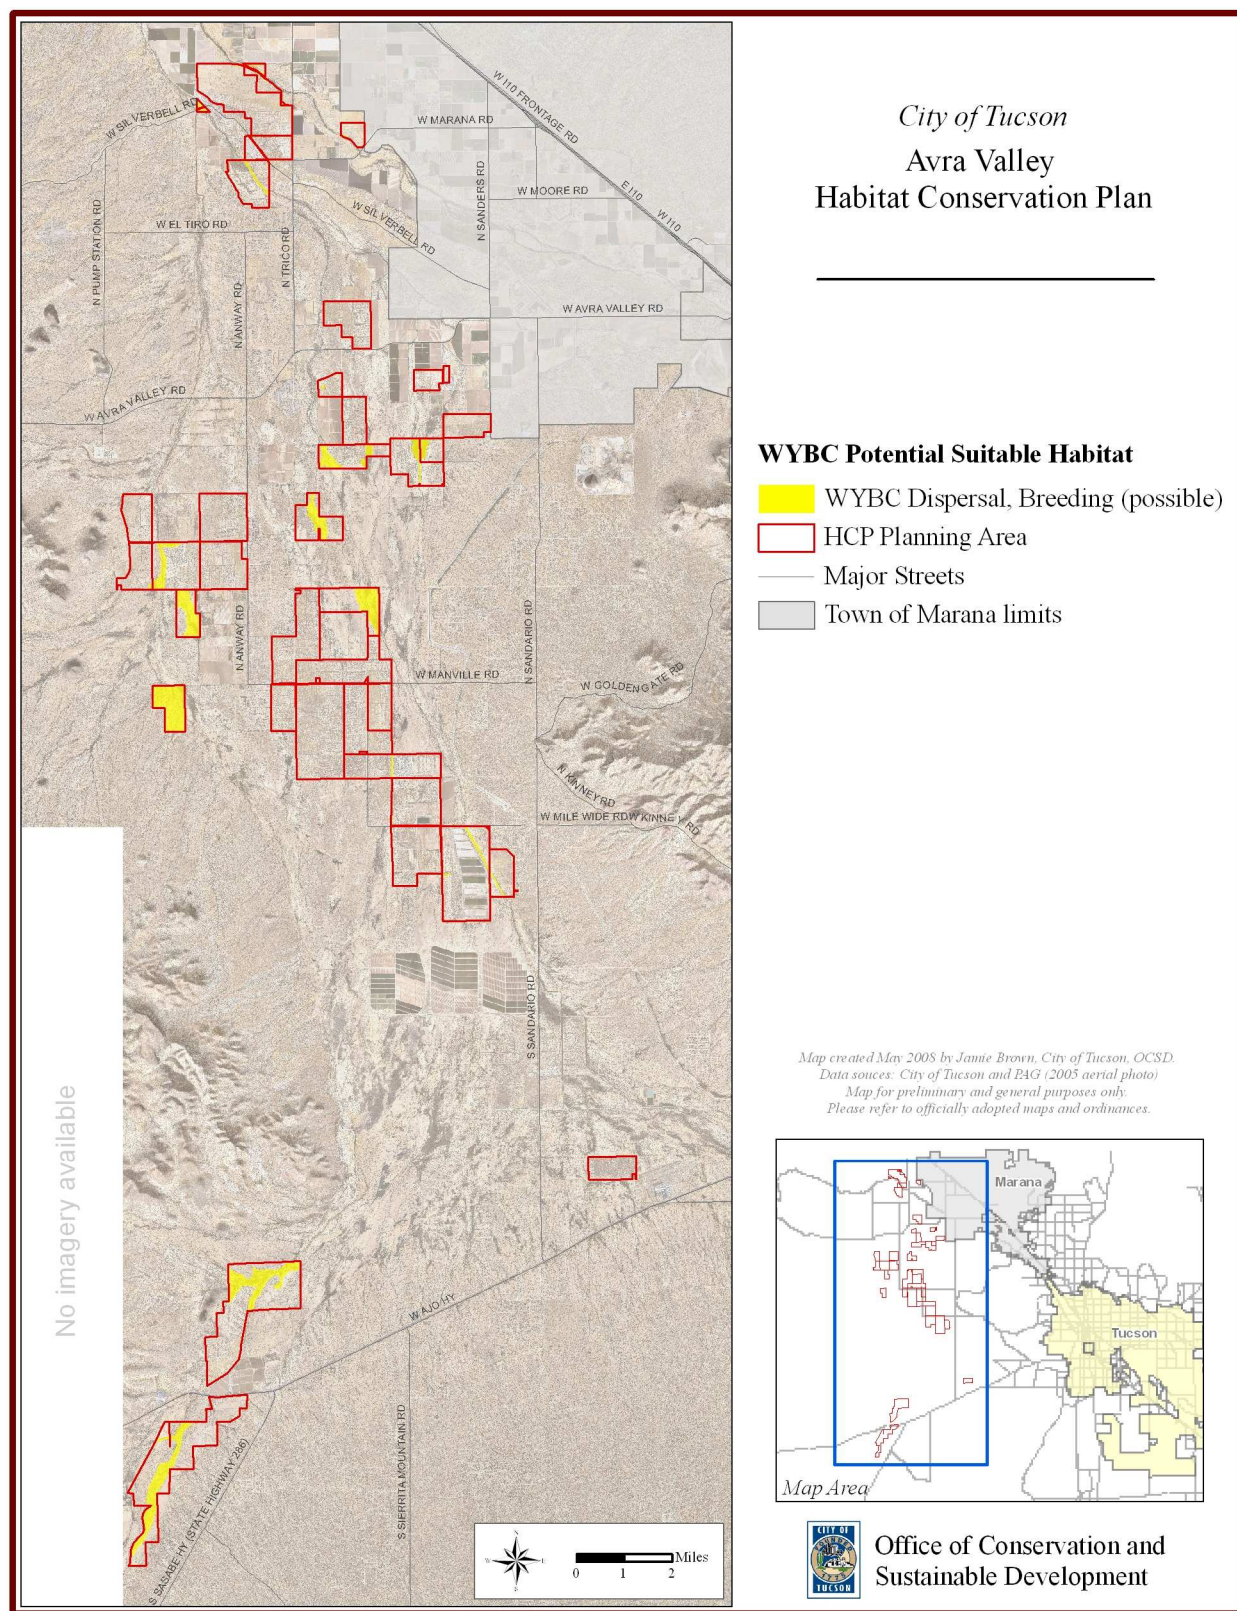 City of Tucson
Avra Valley
Habitat Conservation Plan
WYBC Potential Suitable Habitat
WYBC Dispersal, Breeding (possible)
HCP Planning Area
Major Streets
Town of Marana limits
W SILVERBELL RD
W I10 FRONTAGE RD
W MARANA RD
N SANDERS RD
W MOORE RD
E I10
W I10
N PUMP STATION RD
W EL TIRO RD
N TRICO RD
W SILVERBELL RD
N ANWAY RD
W AVRA VALLEY RD
W AVRA VALLEY RD
N ANWAY RD
N SANDARIO RD
W MANVILLE RD
W GOLDEN GATE RD
N KINNEY RD
W MILE WIDE RD
W KINNEY RD
S SANDARIO RD
No imagery available
W AJO HY
S SIERRITA MOUNTAIN RD
S SASABE HY (STATE HIGHWAY 286)
N
W
E
S
0 1 2
Miles
Map created May 2008 by Jamie Brown, City of Tucson, OCSD.
Data souces: City of Tucson and PAG (2005 aerial photo)
Map for preliminary and general purposes only.
Please refer to officially adopted maps and ordinances.
Marana
Tucson
Map Area
CITY OF
TUCSON
Office of Conservation and
Sustainable Development